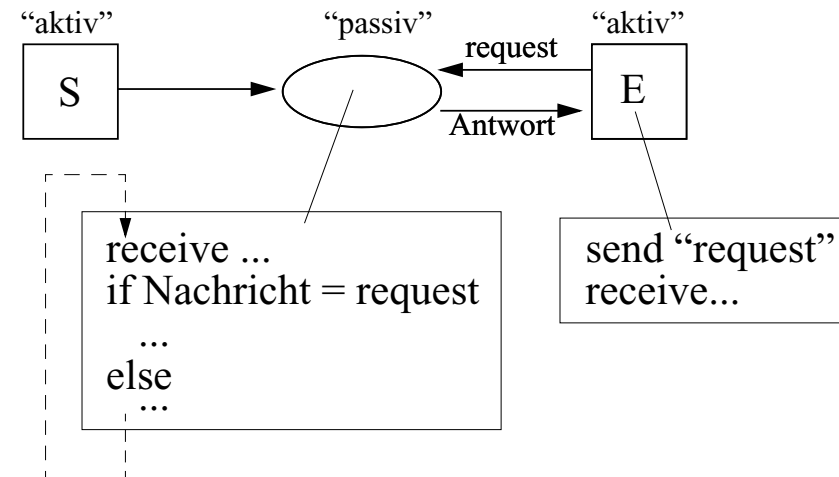 “aktiv” “passiv” “aktiv”
S request E
Antwort
receive ...
if Nachricht = request
...
else
...
send “request”
receive...